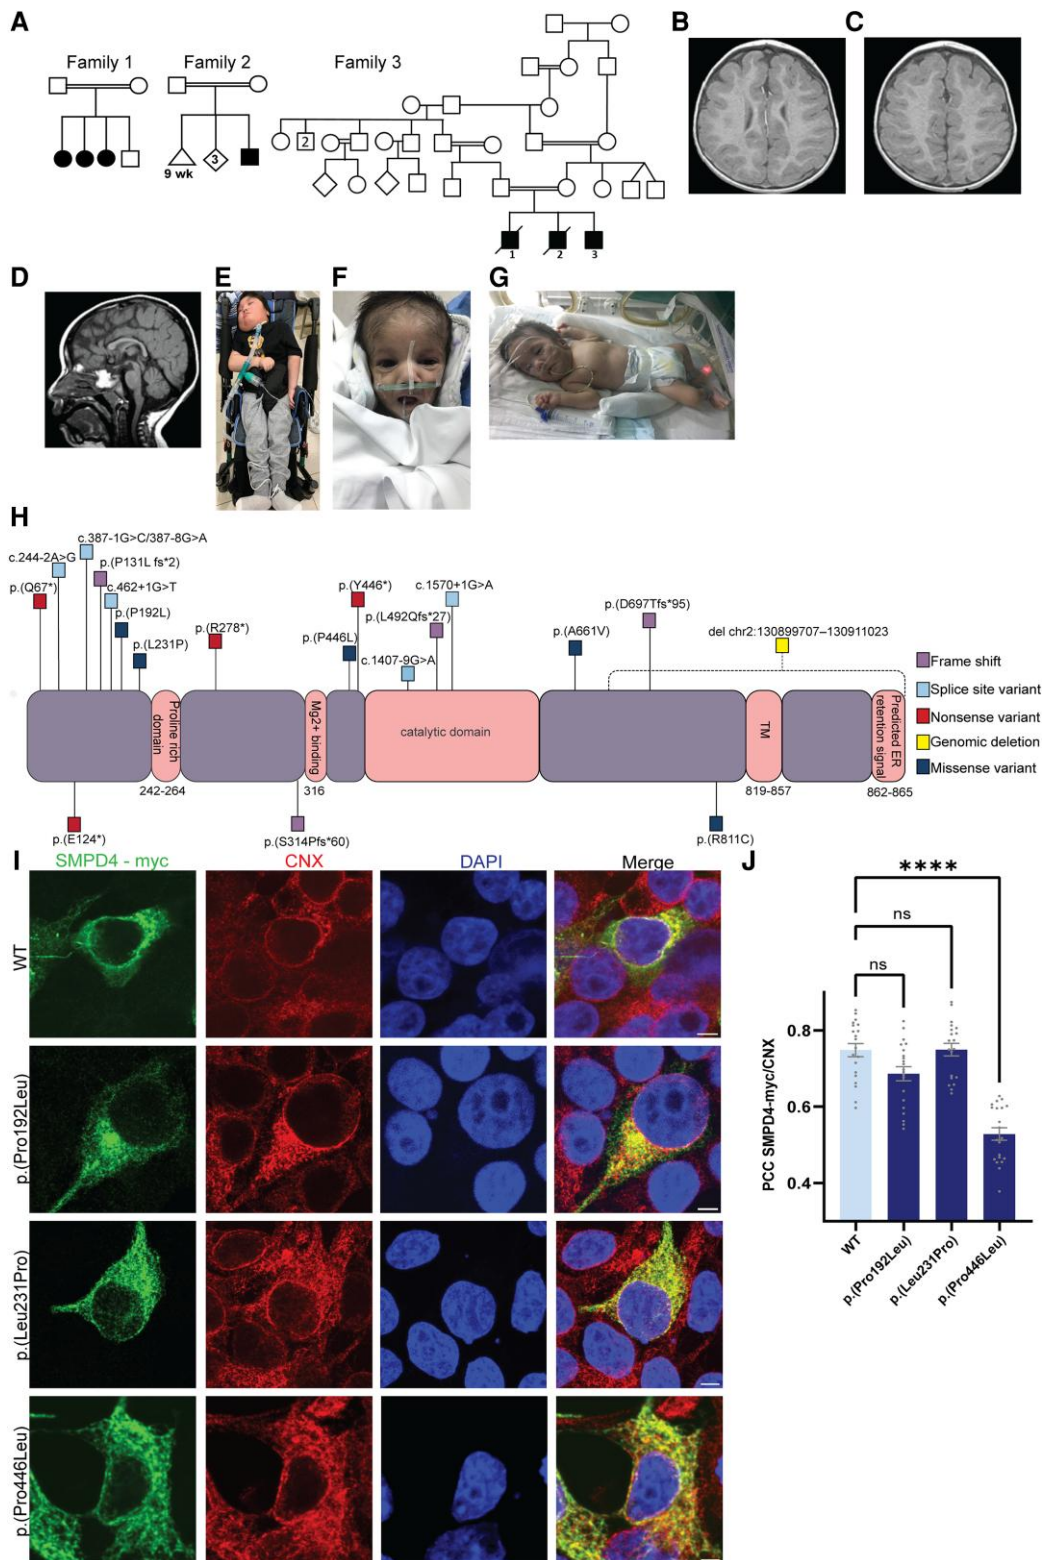 A
Family 1
Family 2
Family 3
9 wk
3
2
1
2
3
B
C
D
E
F
G
H
c.387-1G>C/387-8G>A
c.244-2A>G
p.(P131L fs*2)
p.(Q67*)
c.462+1G>T
p.(P192L)
p.(L231P)
p.(R278*)
p.(Y446*)
c.1570+1G>A
p.(L492Qfs*27)
p.(P446L)
c.1407-9G>A
p.(D697Tfs*95)
p.(A661V)
del chr2:130899707–130911023
Frame shift
Splice site variant
Nonsense variant
Genomic deletion
Missense variant
Proline rich
domain
Mg2+ binding
catalytic domain
TM
Predicted ER
retention signal
242-264
316
819-857
862-865
p.(E124*)
p.(S314Pfs*60)
p.(R811C)
I
SMPD4 - myc
CNX
DAPI
Merge
WT
p.(Pro192Leu)
p.(Leu231Pro)
p.(Pro446Leu)
J
****
ns
ns
PCC SMPD4-myc/CNX
0.8
0.6
0.4
WT
p.(Pro192Leu)
p.(Leu231Pro)
p.(Pro446Leu)